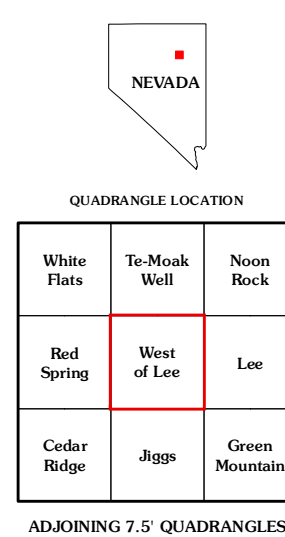 NEVADA
QUADRANGLE LOCATION
White
Flats
Te-Moak
Well
Noon
Rock
Red
Spring
West
of Lee
Lee
Cedar
Ridge
Jiggs
Green
Mountain
ADJOINING 7.5' QUADRANGLES